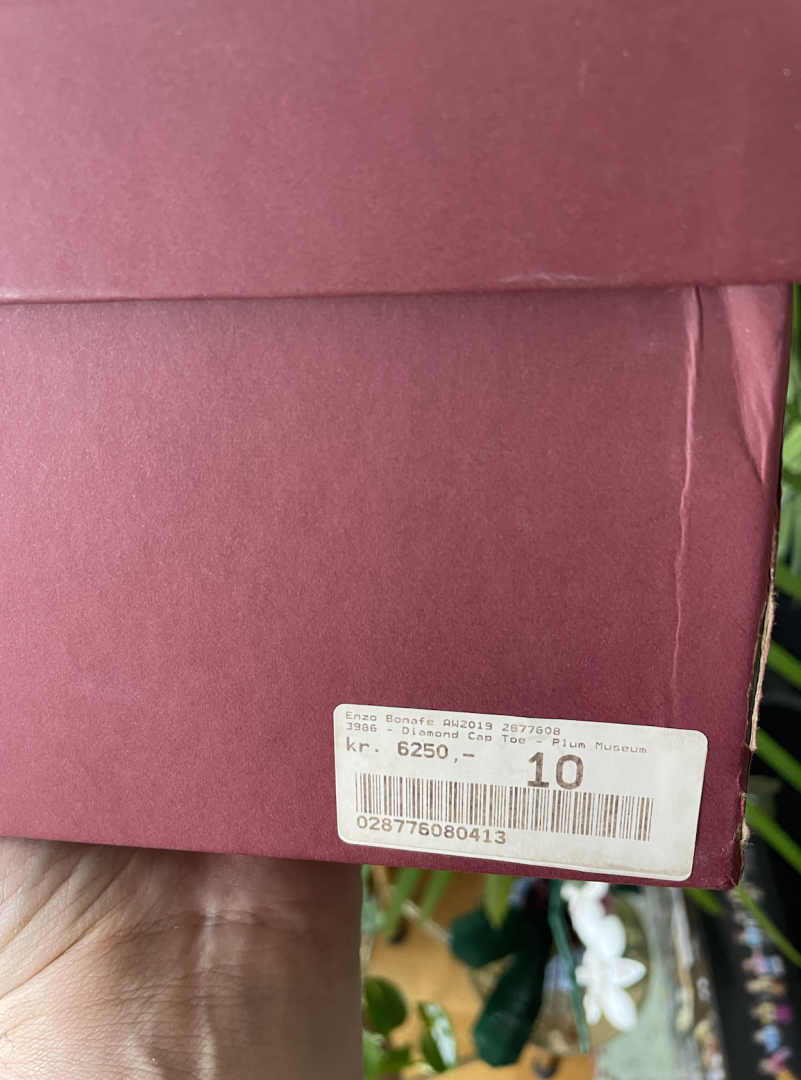 Enzo Bonafe AW2019 2877608
3986 - Diamond Cap Toe - Plum Museum
kr. 6250,- 10
028776080413